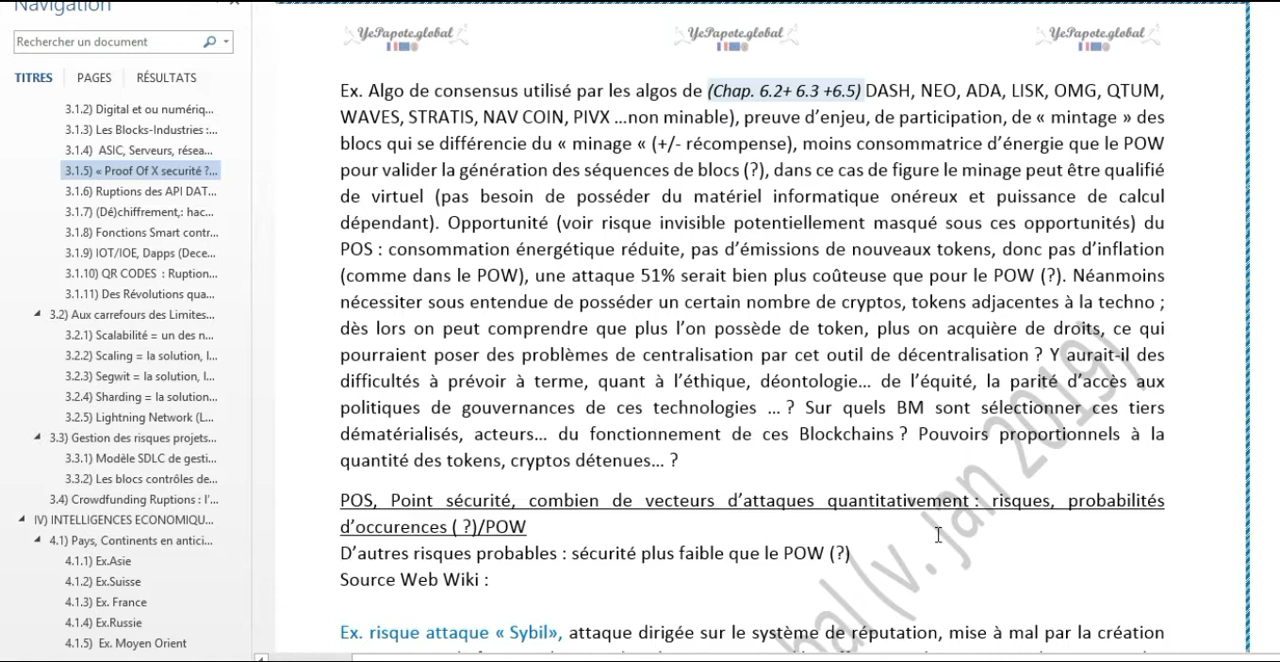 Navigation
YePapote.global YePapote.global YePapote.global
Rechercher un document
TITRES PAGES RÉSULTATS
3.1.2) Digital et ou numériq...
3.1.3) Les Blocks-Industries :...
3.1.4) ASIC, Serveurs, résea...
3.1.5) « Proof Of X securité ?...
3.1.6) Ruptions des API DAT...
3.1.7) (Dé)chiffrement,: hac...
3.1.8) Fonctions Smart contr...
3.1.9) IOT/IOE, Dapps (Dece...
3.1.10) QR CODES : Ruption...
3.1.11) Des Révolutions qua...
3.2) Aux carrefours des Limites...
3.2.1) Scalabilité = un des n...
3.2.2) Scaling = la solution, l...
3.2.3) Segwit = la solution, l...
3.2.4) Sharding = la solution...
3.2.5) Lightning Network (L...
3.3) Gestion des risques projets...
3.3.1) Modèle SDLC de gesti...
3.3.2) Les blocs contrôles de...
3.4) Crowdfunding Ruptions : l'...
IV) INTELLIGENCES ECONOMIQU...
4.1) Pays, Continents en antici...
4.1.1) Ex.Asie
4.1.2) Ex.Suisse
4.1.3) Ex. France
4.1.4) Ex.Russie
4.1.5) Ex. Moyen Orient
Ex. Algo de consensus utilisé par les algos de (Chap. 6.2+ 6.3 +6.5) DASH, NEO, ADA, LISK, OMG, QTUM,
WAVES, STRATIS, NAV COIN, PIVX ...non minable), preuve d'enjeu, de participation, de « mintage » des
blocs qui se différencie du « minage « (+/- récompense), moins consommatrice d'énergie que le POW
pour valider la génération des séquences de blocs (?), dans ce cas de figure le minage peut être qualifié
de virtuel (pas besoin de posséder du matériel informatique onéreux et puissance de calcul
dépendant). Opportunité (voir risque invisible potentiellement masqué sous ces opportunités) du
POS : consommation énergétique réduite, pas d'émissions de nouveaux tokens, donc pas d'inflation
(comme dans le POW), une attaque 51% serait bien plus coûteuse que pour le POW (?). Néanmoins
nécessiter sous entendue de posséder un certain nombre de cryptos, tokens adjacentes à la techno ;
dès lors on peut comprendre que plus l'on possède de token, plus on acquière de droits, ce qui
pourraient poser des problèmes de centralisation par cet outil de décentralisation ? Y aurait-il des
difficultés à prévoir à terme, quant à l'éthique, déontologie... de l'équité, la parité d'accès aux
politiques de gouvernances de ces technologies ... ? Sur quels BM sont sélectionner ces tiers
dématérialisés, acteurs... du fonctionnement de ces Blockchains ? Pouvoirs proportionnels à la
quantité des tokens, cryptos détenues... ?
POS, Point sécurité, combien de vecteurs d'attaques quantitativement : risques, probabilités
d'occurences ( ?)/POW
D'autres risques probables : sécurité plus faible que le POW (?)
Source Web Wiki :
Ex. risque attaque « Sybil», attaque dirigée sur le système de réputation, mise à mal par la création
bal (v. jan 2019)